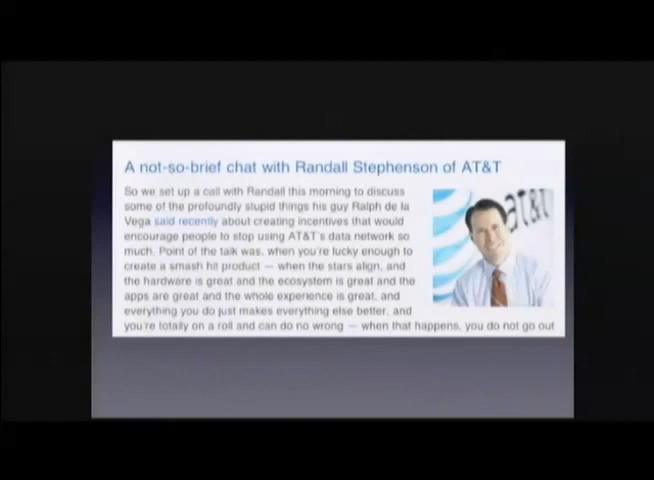 A not-so-brief chat with Randall Stephenson of AT&T
So we set up a call with Randall this morning to discuss
some of the profoundly stupid things his guy Ralph de la
Vega said recently about creating incentives that would
encourage people to stop using AT&T's data network so
much. Point of the talk was, when you're lucky enough to
create a smash hit product — when the stars align, and
the hardware is great and the ecosystem is great and the
apps are great and the whole experience is great, and
everything you do just makes everything else better, and
you're totally on a roll and can do no wrong — when that happens, you do not go out
at&t